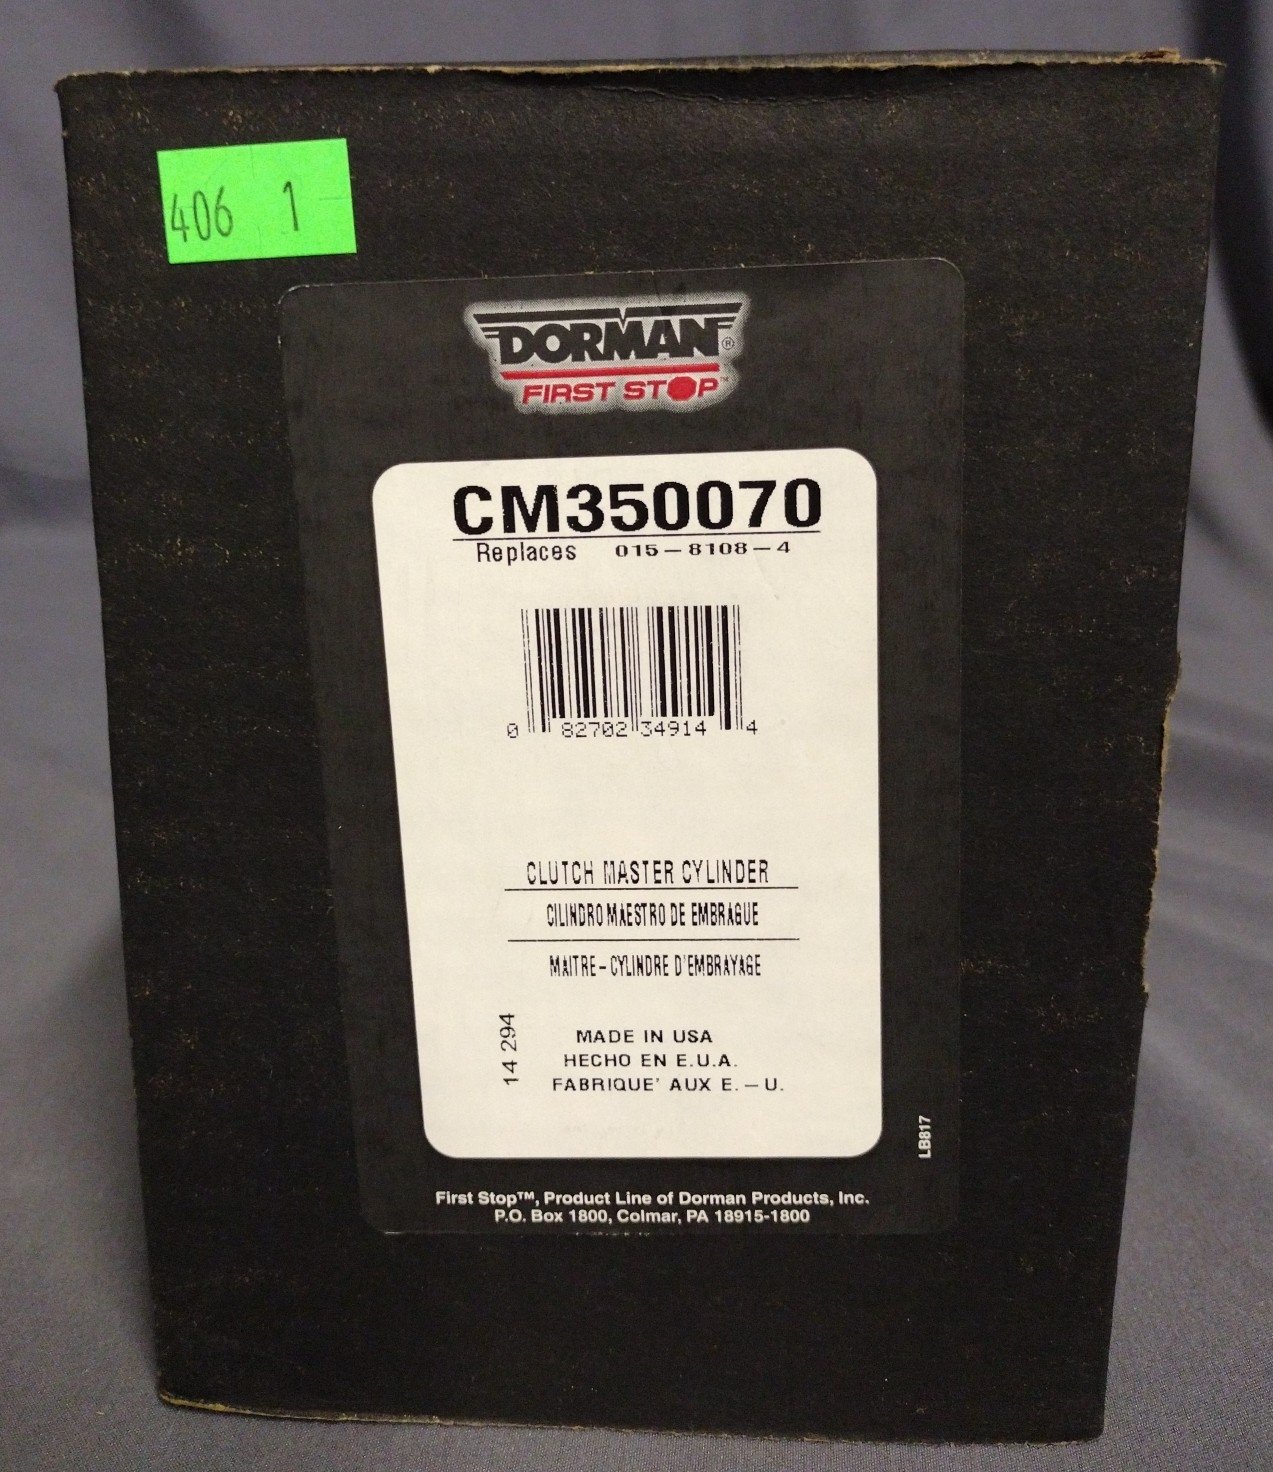 406 1
DORMAN®
FIRST STOP™
CM350070
Replaces 015-8108-4
0 82702 34914 4
CLUTCH MASTER CYLINDER
CILINDRO MAESTRO DE EMBRAGUE
MAITRE-CYLINDRE D'EMBRAYAGE
14 294
MADE IN USA
HECHO EN E.U.A.
FABRIQUE' AUX E.-U.
LB817
First Stop™, Product Line of Dorman Products, Inc.
P.O. Box 1800, Colmar, PA 18915-1800